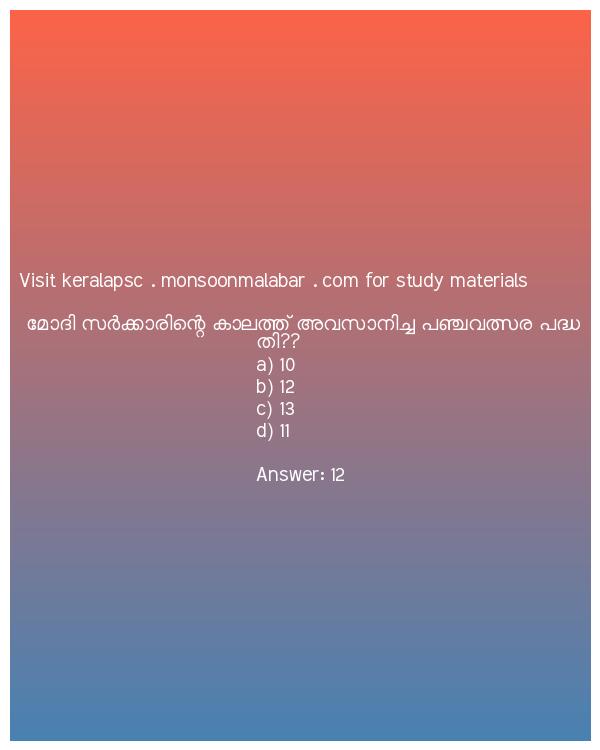 Visit keralapsc . monsoonmalabar . com for study materials
മോദി സർക്കാരിന്റെ കാലത്ത് അവസാനിച്ച പഞ്ചവത്സര പദ്ധ
തി??
a) 10
b) 12
c) 13
d) 11
Answer: 12